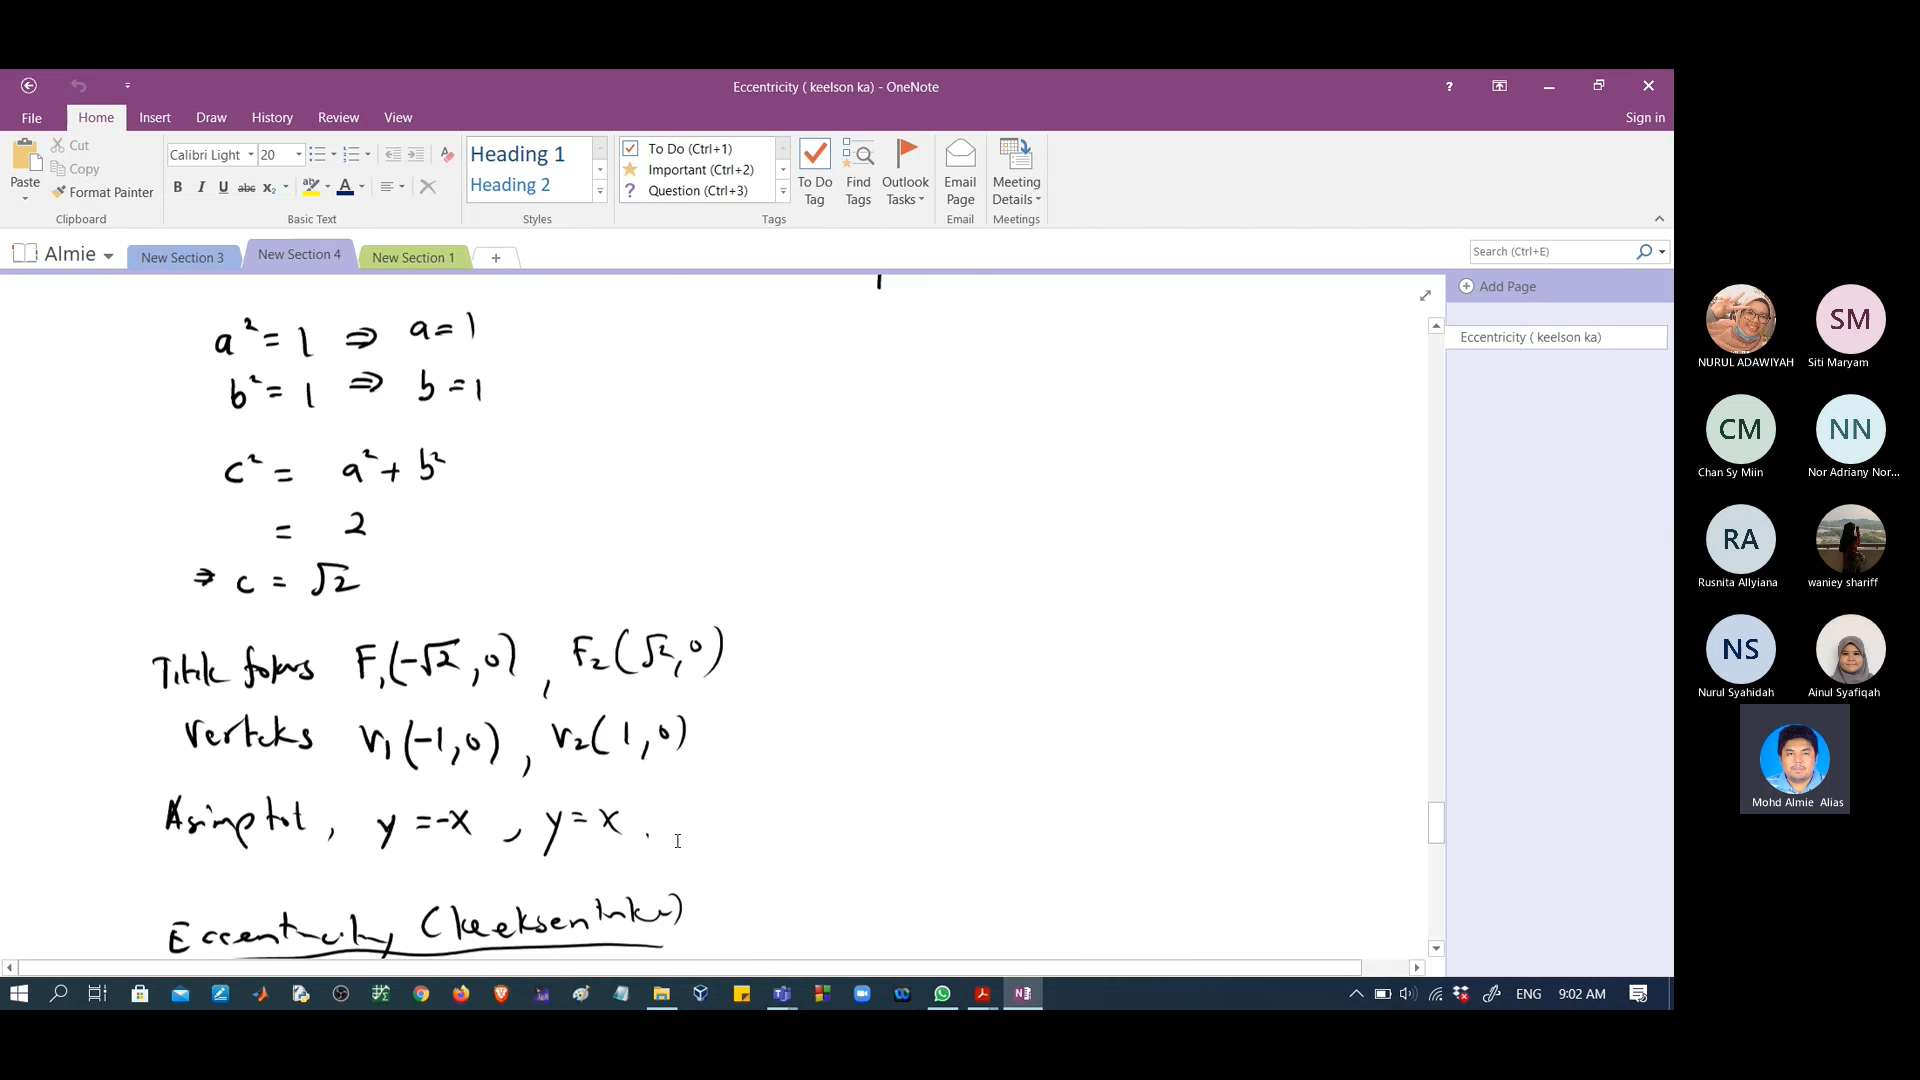 Eccentricity ( keelson ka) - OneNote
File Home Insert Draw History Review View
Sign in
Paste
Cut
Copy
Format Painter
Clipboard
Calibri Light 20
B I U abc x₂ A
Basic Text
Heading 1
Heading 2
Styles
To Do (Ctrl+1)
Important (Ctrl+2)
Question (Ctrl+3)
To Do Tag
Find Tags
Outlook Tasks
Tags
Email Page
Email
Meeting Details
Meetings
Almie
New Section 3
New Section 4
New Section 1
Search (Ctrl+E)
Add Page
Eccentricity ( keelson ka)
a² = 1 ⇒ a = 1
b² = 1 ⇒ b = 1
c² = a² + b²
= 2
⇒ c = √2
Titik fokus F₁(-√2, 0), F₂(√2, 0)
Verteks V₁(-1, 0), V₂(1, 0)
Asimptot, y = -x, y = x.
Eccentricity (keeksentrikan)
NURUL ADAWIYAH
SM
Siti Maryam
CM
Chan Sy Miin
NN
Nor Adriany Nor...
RA
Rusnita Allyiana
waniey shariff
NS
Nurul Syahidah
Ainul Syafiqah
Mohd Almie Alias
ENG
9:02 AM